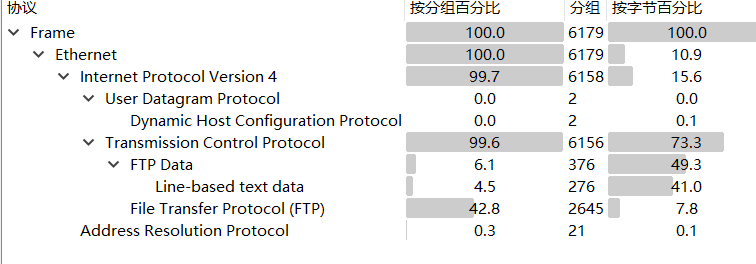 协议 按分组百分比 分组 按字节百分比
Frame 100.0 6179 100.0
Ethernet 100.0 6179 10.9
Internet Protocol Version 4 99.7 6158 15.6
User Datagram Protocol 0.0 2 0.0
Dynamic Host Configuration Protocol 0.0 2 0.1
Transmission Control Protocol 99.6 6156 73.3
FTP Data 6.1 376 49.3
Line-based text data 4.5 276 41.0
File Transfer Protocol (FTP) 42.8 2645 7.8
Address Resolution Protocol 0.3 21 0.1